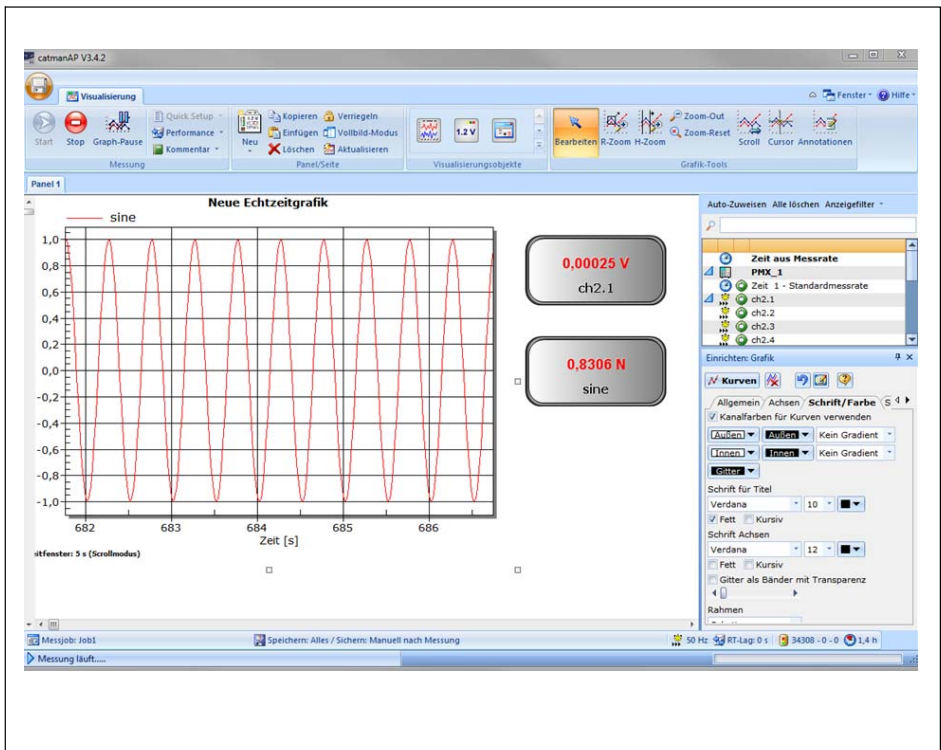 catmanAP V3.4.2
Visualisierung
Fenster
Hilfe
Start
Stop
Graph-Pause
Quick Setup
Performance
Kommentar
Messung
Neu
Kopieren
Einfügen
Löschen
Verriegeln
Vollbild-Modus
Aktualisieren
Panel/Seite
1.2 V
Visualisierungsobjekte
Bearbeiten
R-Zoom
H-Zoom
Zoom-Out
Zoom-Reset
Scroll
Cursor
Annotationen
Grafik-Tools
Panel 1
Neue Echtzeitgrafik
sine
1,0
0,8
0,6
0,4
0,2
0,0
-0,2
-0,4
-0,6
-0,8
-1,0
682 683 684 685 686
Zeit [s]
eitfenster: 5 s (Scrollmodus)
0,00025 V
ch2.1
0,8306 N
sine
Auto-Zuweisen Alle löschen Anzeigefilter
Zeit aus Messrate
PMX_1
Zeit 1 - Standardmessrate
ch2.1
ch2.2
ch2.3
ch2.4
Einrichten: Grafik
Kurven
Allgemein Achsen Schrift/Farbe S
Kanalfarben für Kurven verwenden
Außen Außen Kein Gradient
Innen Innen Kein Gradient
Gitter
Schrift für Titel
Verdana 10
Fett Kursiv
Schrift Achsen
Verdana 12
Fett Kursiv
Gitter als Bänder mit Transparenz
Rahmen
Messjob: Job1
Speichern: Alles / Sichern: Manuell nach Messung
50 Hz RT-Lag: 0 s 34308 - 0 - 0 1,4 h
Messung läuft.....